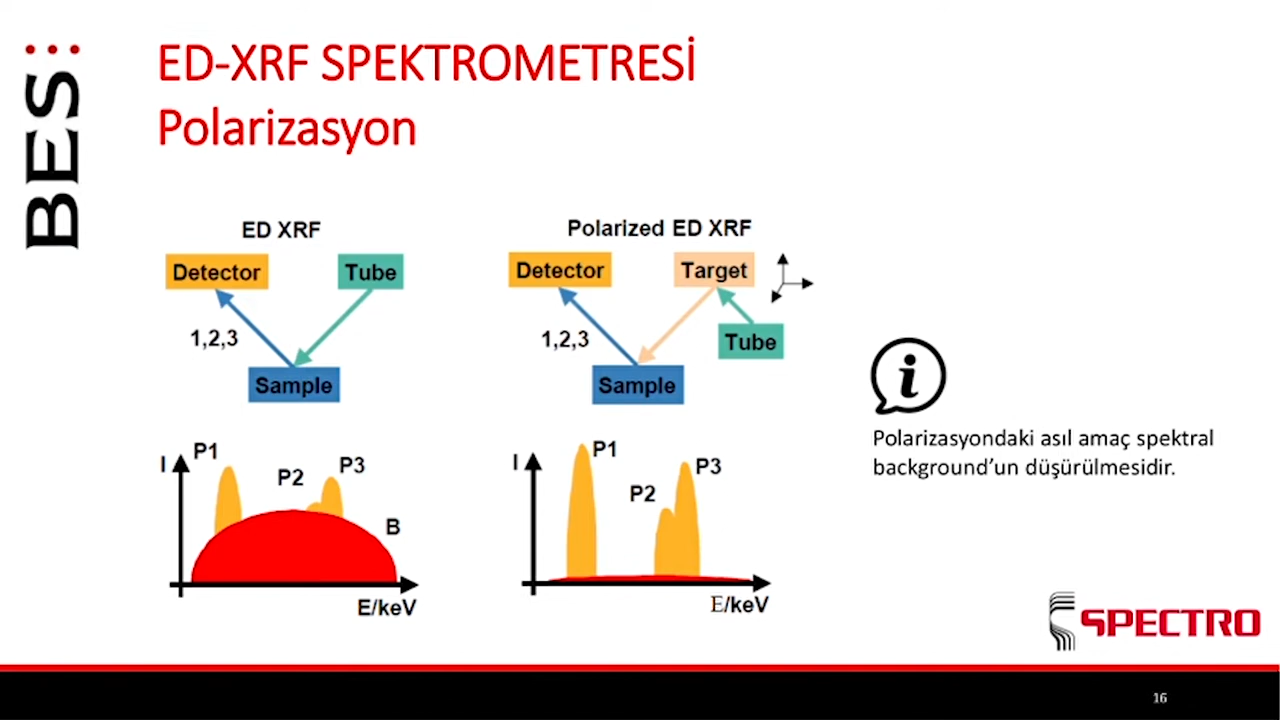 BES
ED-XRF SPEKTROMETRESİ
Polarizasyon
ED XRF
Detector
Tube
1,2,3
Sample
I
P1
P2
P3
B
E/keV
Polarized ED XRF
Detector
Target
Tube
1,2,3
Sample
I
P1
P2
P3
E/keV
i
Polarizasyondaki asıl amaç spektral
background’un düşürülmesidir.
SPECTRO
16